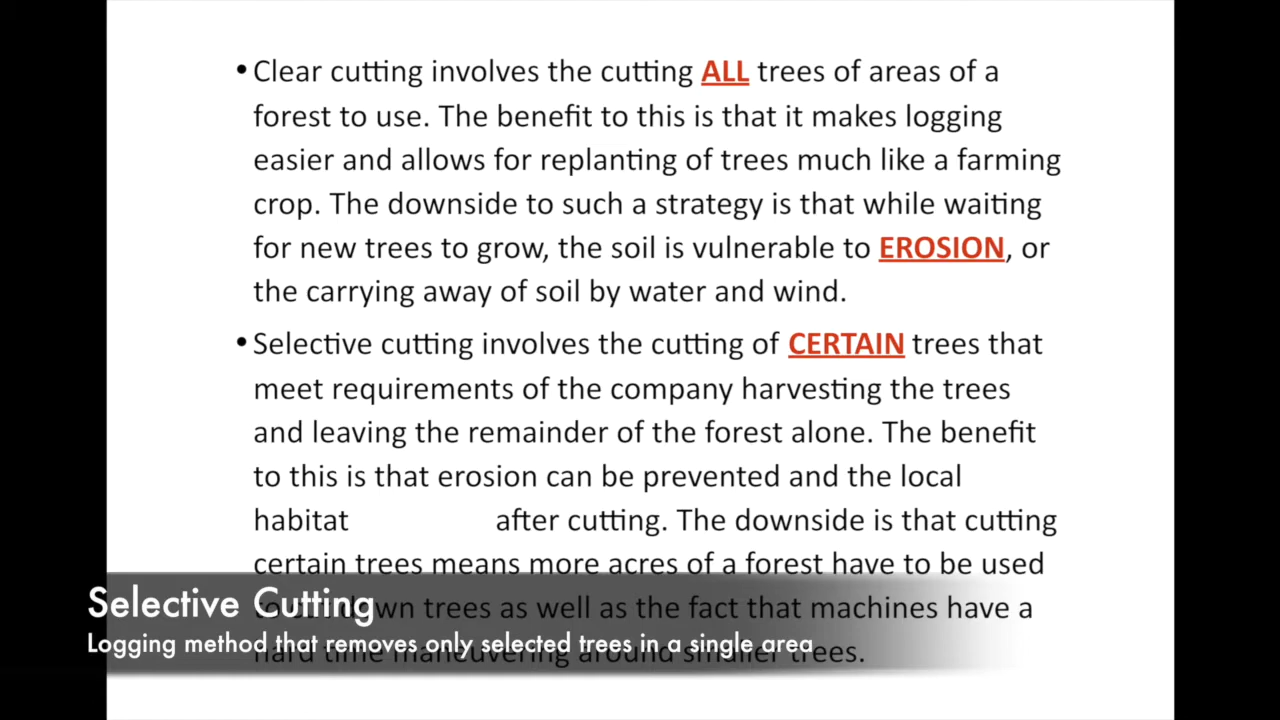 • Clear cutting involves the cutting ALL trees of areas of a
forest to use. The benefit to this is that it makes logging
easier and allows for replanting of trees much like a farming
crop. The downside to such a strategy is that while waiting
for new trees to grow, the soil is vulnerable to EROSION, or
the carrying away of soil by water and wind.
• Selective cutting involves the cutting of CERTAIN trees that
meet requirements of the company harvesting the trees
and leaving the remainder of the forest alone. The benefit
to this is that erosion can be prevented and the local
habitat after cutting. The downside is that cutting
certain trees means more acres of a forest have to be used
trees as well as the fact that machines have a
hard time maneuvering around smaller trees.
Selective Cutting
Logging method that removes only selected trees in a single area